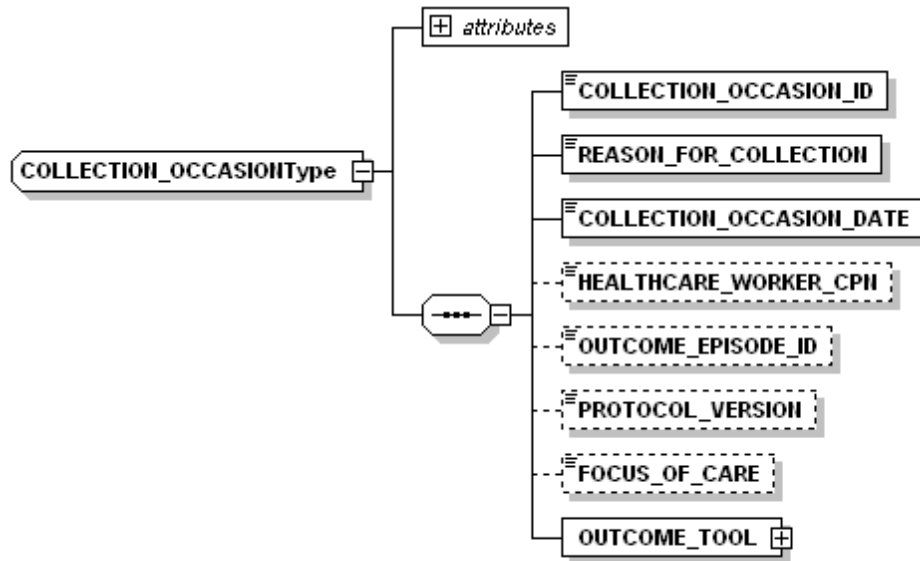 attributes
COLLECTION_OCCASION_ID
REASON_FOR_COLLECTION
COLLECTION_OCCASIONType
COLLECTION_OCCASION_DATE
HEALTHCARE_WORKER_CPN
OUTCOME_EPISODE_ID
PROTOCOL_VERSION
FOCUS_OF_CARE
OUTCOME_TOOL